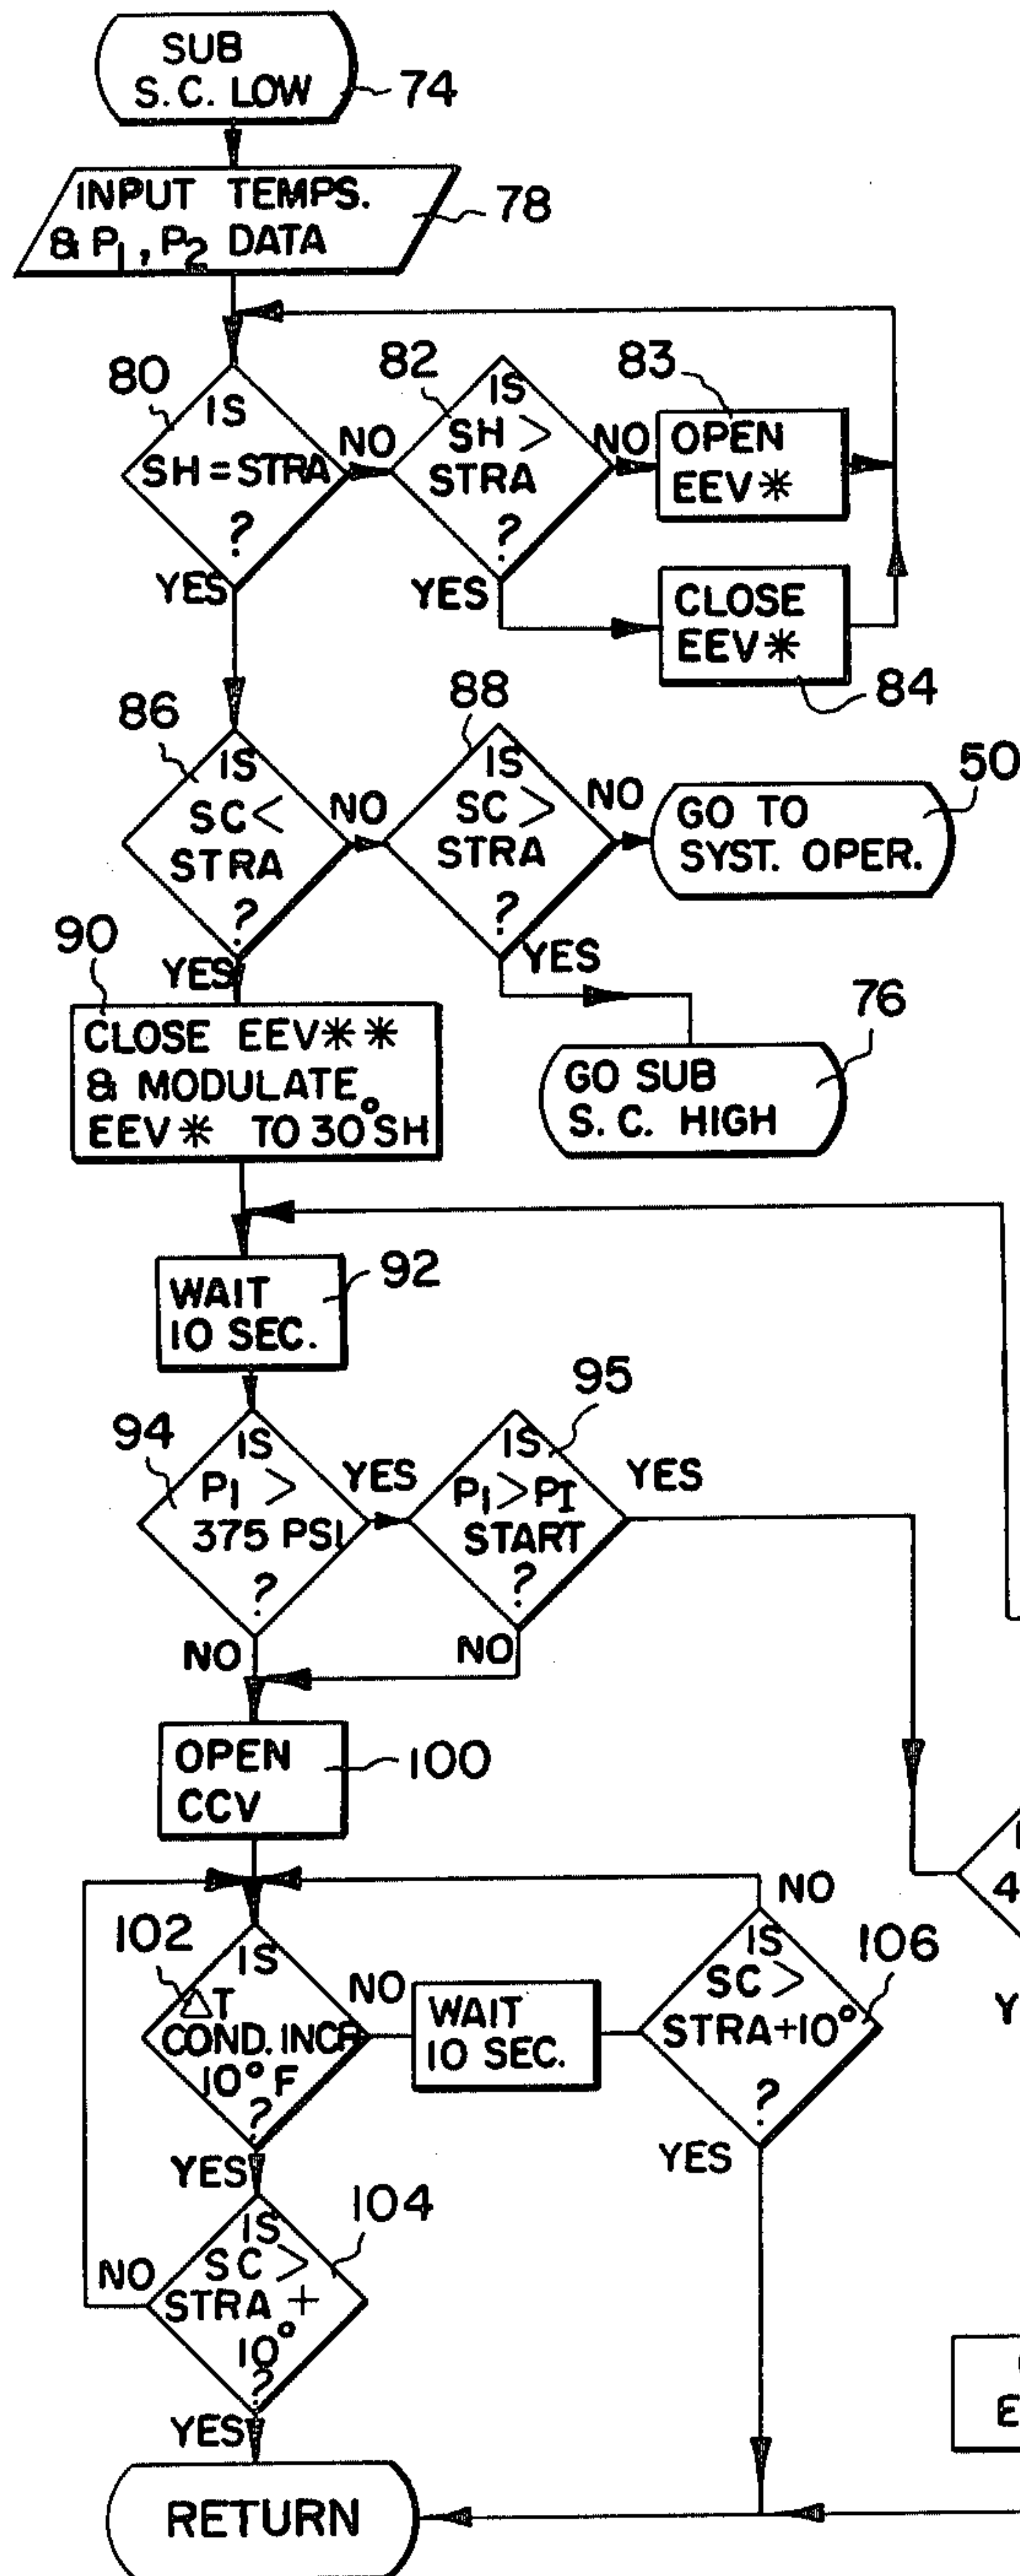 SUB
S.C. LOW
74
INPUT TEMPS.
& P1, P2 DATA
78
80
IS
SH = STRA
?
NO
YES
82
IS
SH >
STRA
?
NO
YES
83
OPEN
EEV*
CLOSE
EEV*
84
86
IS
SC <
STRA
?
NO
YES
88
IS
SC >
STRA
?
NO
YES
50
GO TO
SYST. OPER.
76
GO SUB
S.C. HIGH
90
CLOSE EEV**
& MODULATE
EEV* TO 30° SH
WAIT
10 SEC.
92
94
IS
P1 >
375 PSI
?
YES
NO
95
IS
P1 > PI
START
?
YES
NO
OPEN
CCV
100
102
IS
ΔT
COND. INCR
10° F
?
NO
YES
WAIT
10 SEC.
106
IS
SC >
STRA+10°
?
NO
YES
4
Y
104
IS
SC >
STRA +
10°
?
NO
YES
E
RETURN